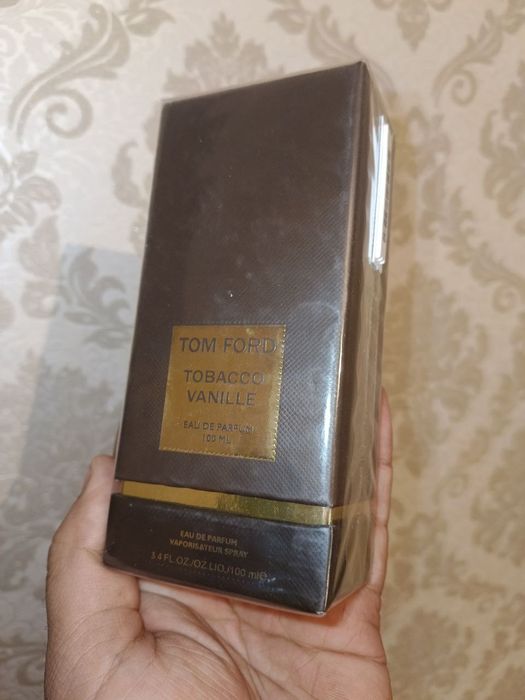 TOM FORD
TOBACCO
VANILLE
EAU DE PARFUM
100 ML
EAU DE PARFUM
VAPORISATEUR SPRAY
3.4 FL.OZ./OZ.LIQ./100 ml℮